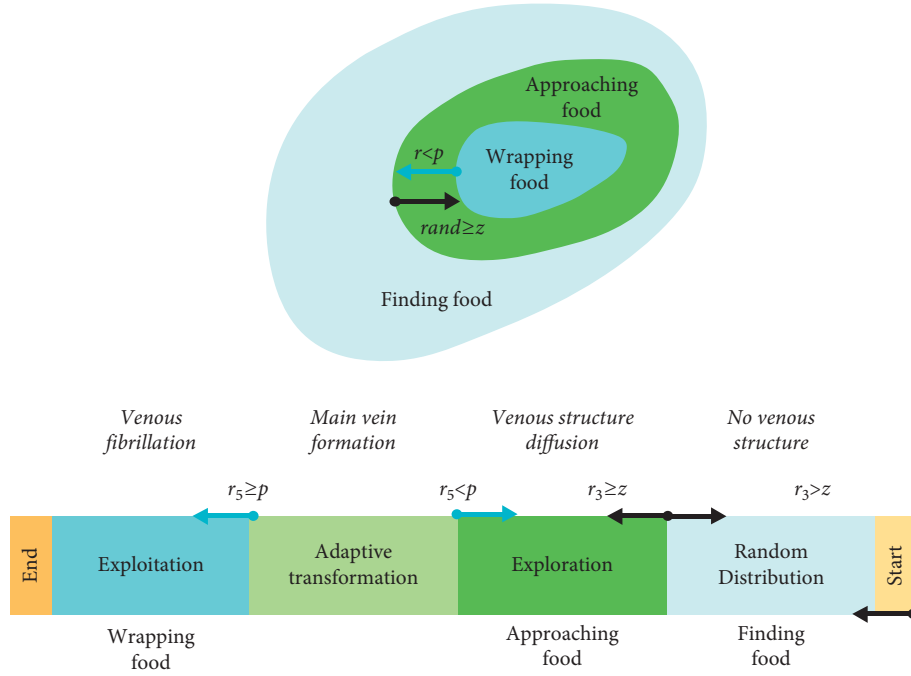 Approaching
food
r<p
Wrapping
food
rand≥z
Finding food
Venous
fibrillation
Main vein
formation
Venous structure
diffusion
No venous
structure
r₅≥p
r₅<p
r₃≥z
r₃>z
End
Exploitation
Adaptive
transformation
Exploration
Random
Distribution
Start
Wrapping
food
Approaching
food
Finding
food